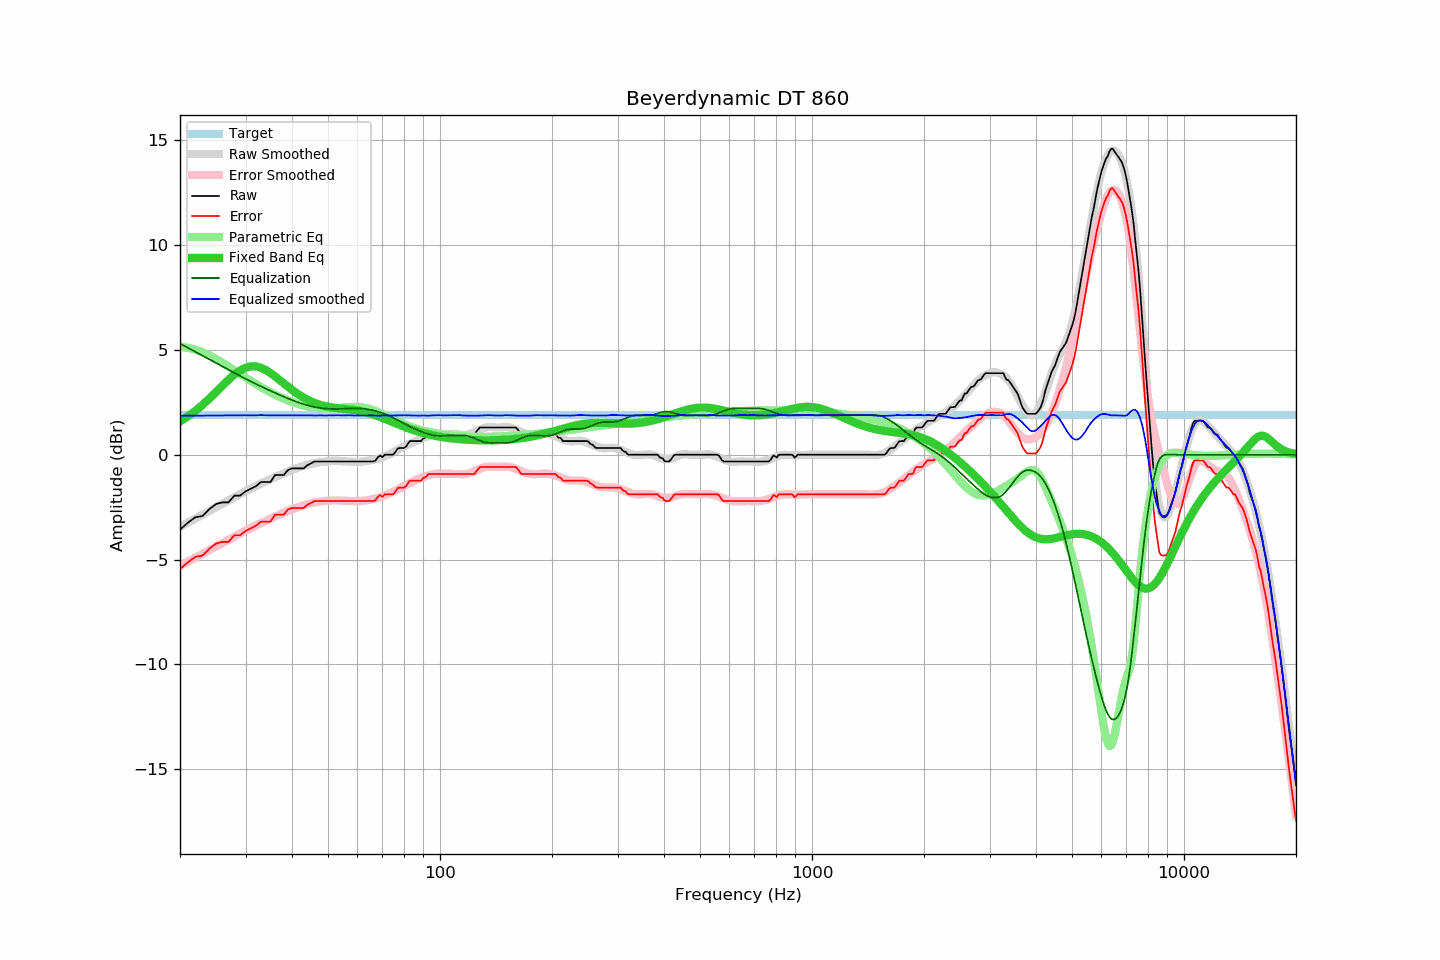 Beyerdynamic DT 860
Target
Raw Smoothed
Error Smoothed
Raw
Error
Parametric Eq
Fixed Band Eq
Equalization
Equalized smoothed
15
10
5
0
−5
−10
−15
Amplitude (dBr)
100
1000
10000
Frequency (Hz)